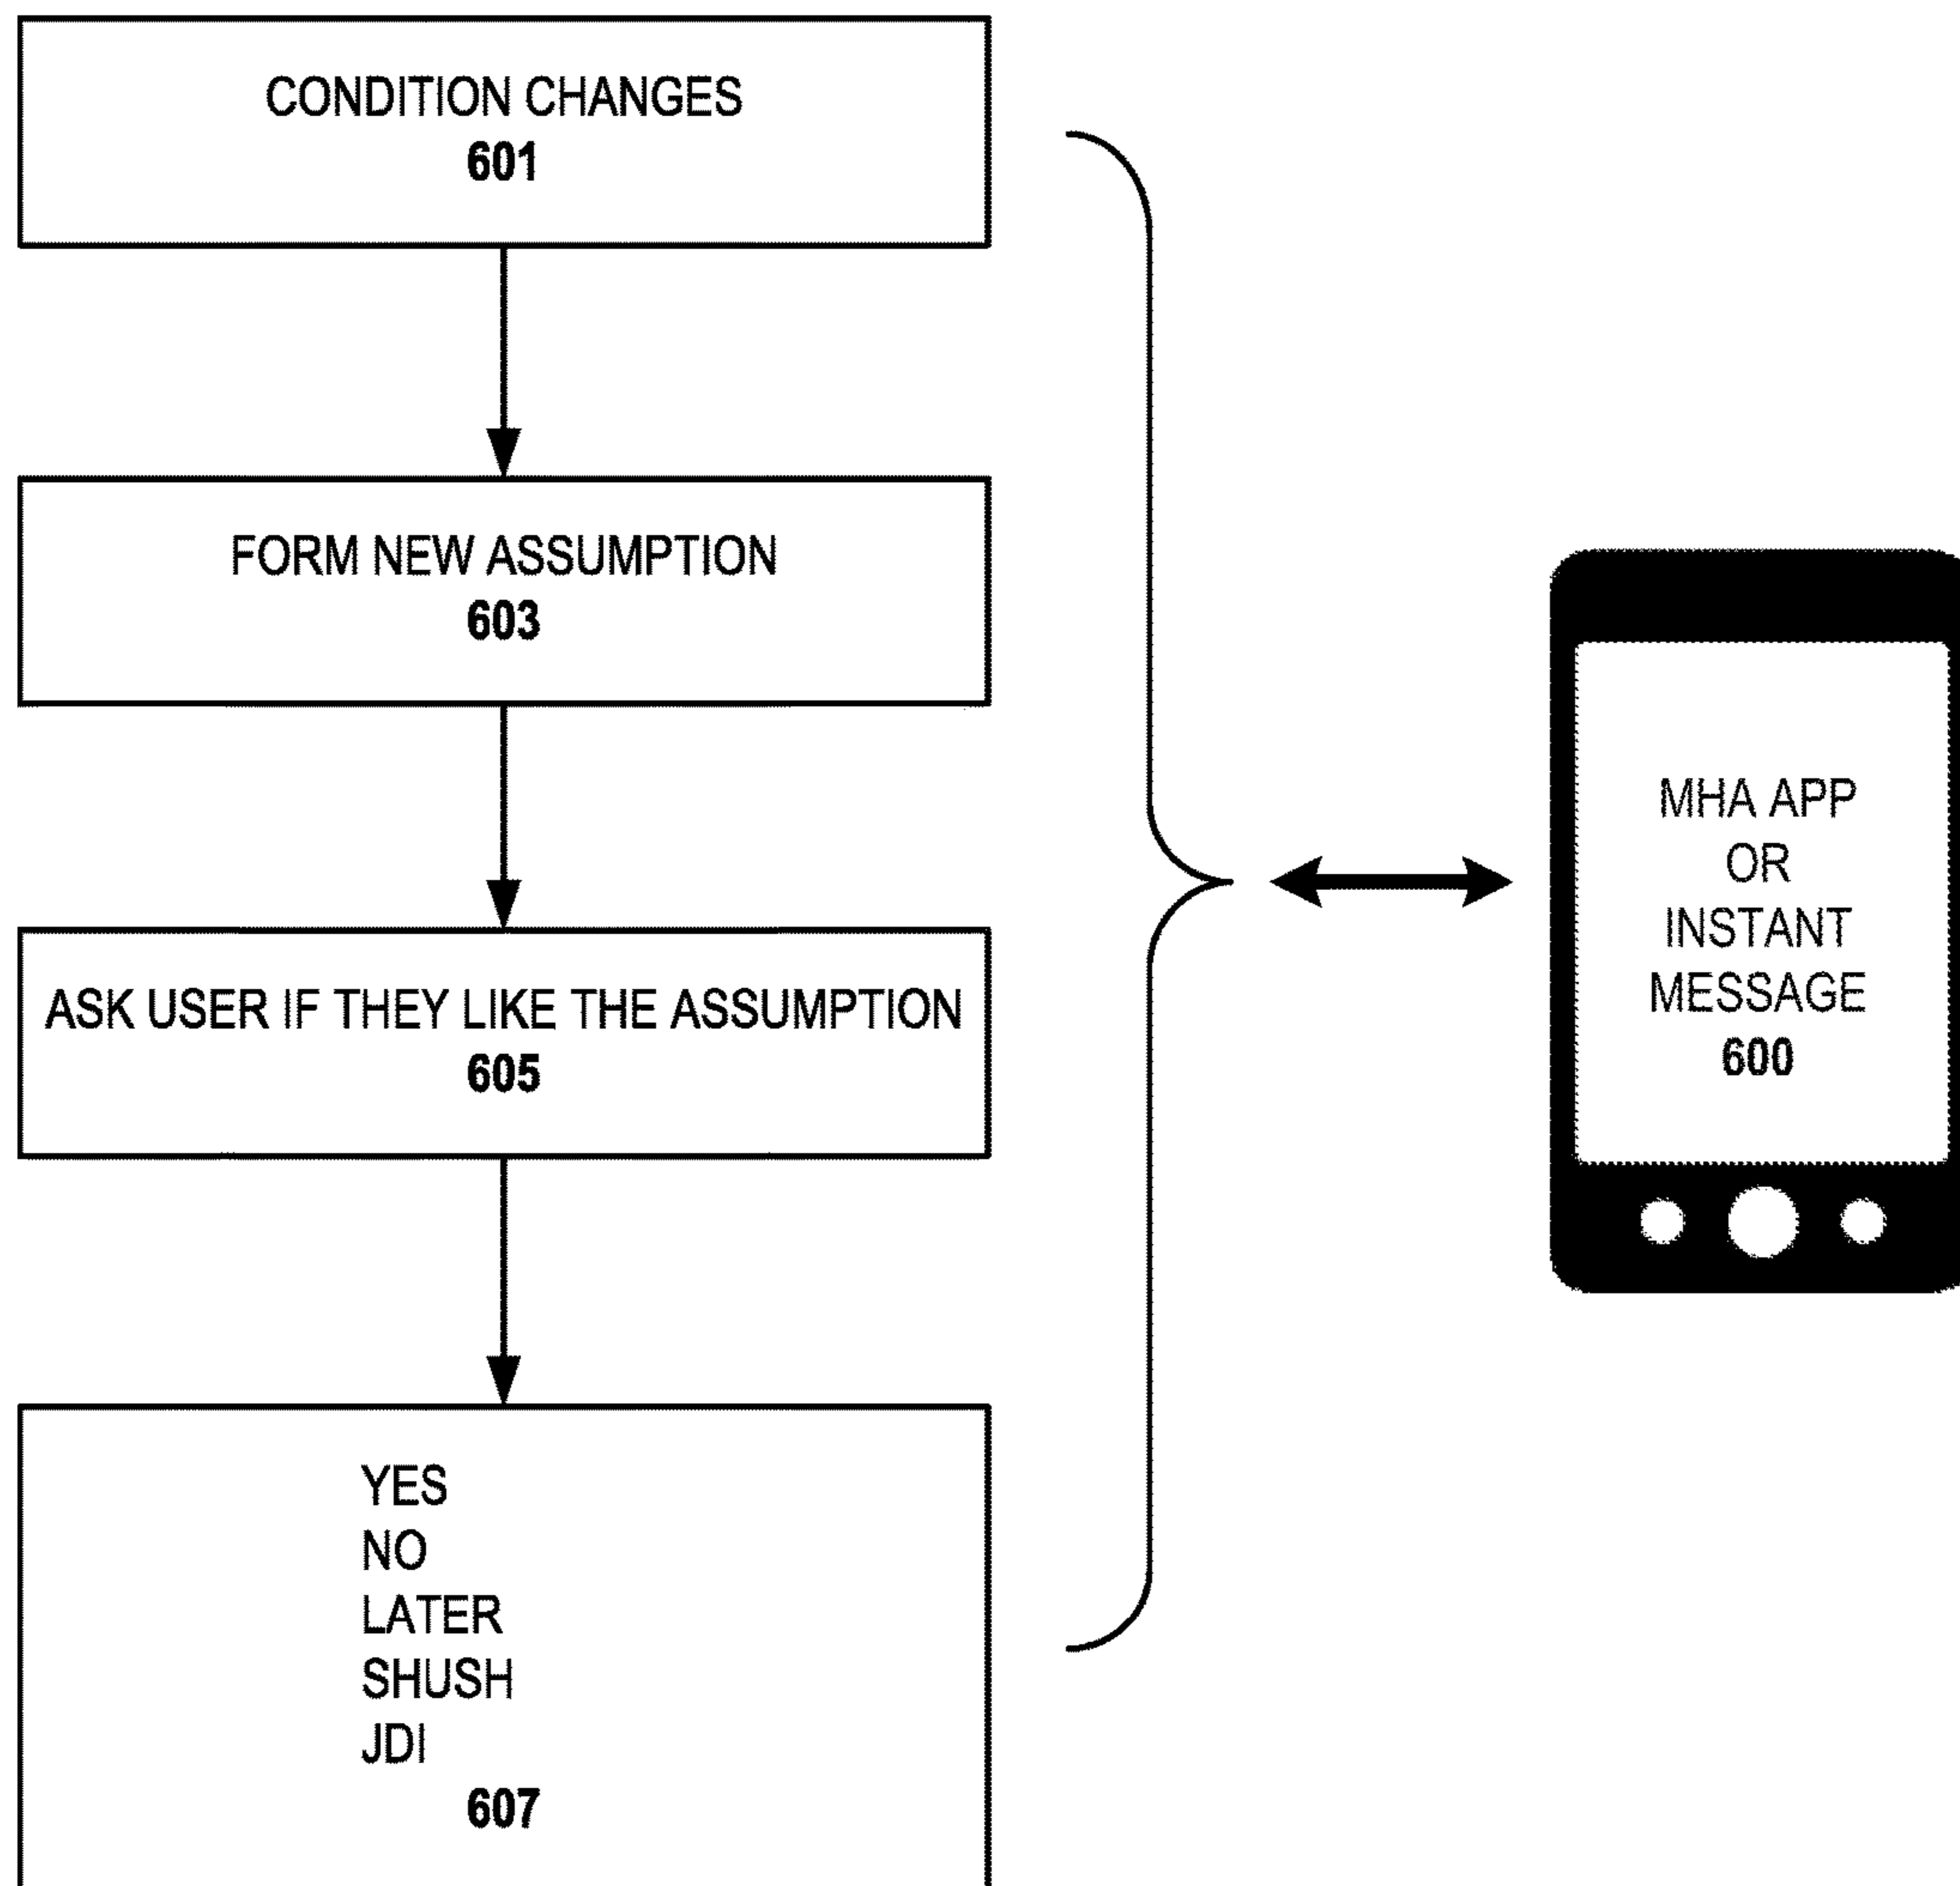 CONDITION CHANGES
601
FORM NEW ASSUMPTION
603
ASK USER IF THEY LIKE THE ASSUMPTION
605
YES
NO
LATER
SHUSH
JDI
607
MHA APP
OR
INSTANT
MESSAGE
600